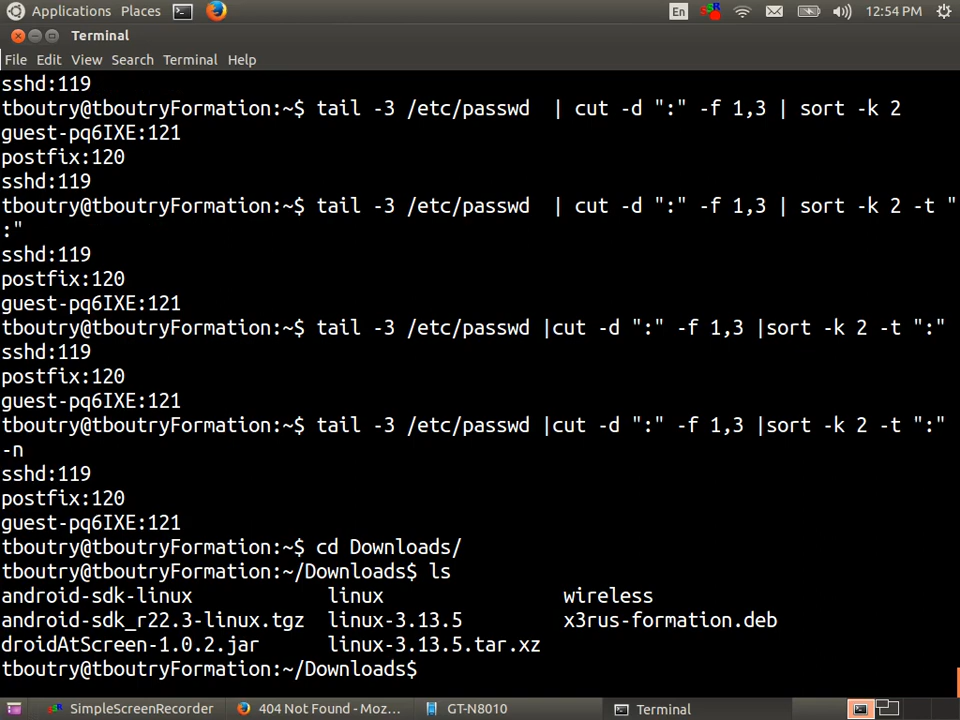 Applications Places En 12:54 PM
Terminal
File Edit View Search Terminal Help
sshd:119
tboutry@tboutryFormation:~$ tail -3 /etc/passwd  | cut -d ":" -f 1,3 | sort -k 2
guest-pq6IXE:121
postfix:120
sshd:119
tboutry@tboutryFormation:~$ tail -3 /etc/passwd  | cut -d ":" -f 1,3 | sort -k 2 -t "
:"
sshd:119
postfix:120
guest-pq6IXE:121
tboutry@tboutryFormation:~$ tail -3 /etc/passwd |cut -d ":" -f 1,3 |sort -k 2 -t ":"
sshd:119
postfix:120
guest-pq6IXE:121
tboutry@tboutryFormation:~$ tail -3 /etc/passwd |cut -d ":" -f 1,3 |sort -k 2 -t ":"
-n
sshd:119
postfix:120
guest-pq6IXE:121
tboutry@tboutryFormation:~$ cd Downloads/
tboutry@tboutryFormation:~/Downloads$ ls
android-sdk-linux linux wireless
android-sdk_r22.3-linux.tgz linux-3.13.5 x3rus-formation.deb
droidAtScreen-1.0.2.jar linux-3.13.5.tar.xz
tboutry@tboutryFormation:~/Downloads$
SimpleScreenRecorder 404 Not Found - Moz... GT-N8010 Terminal